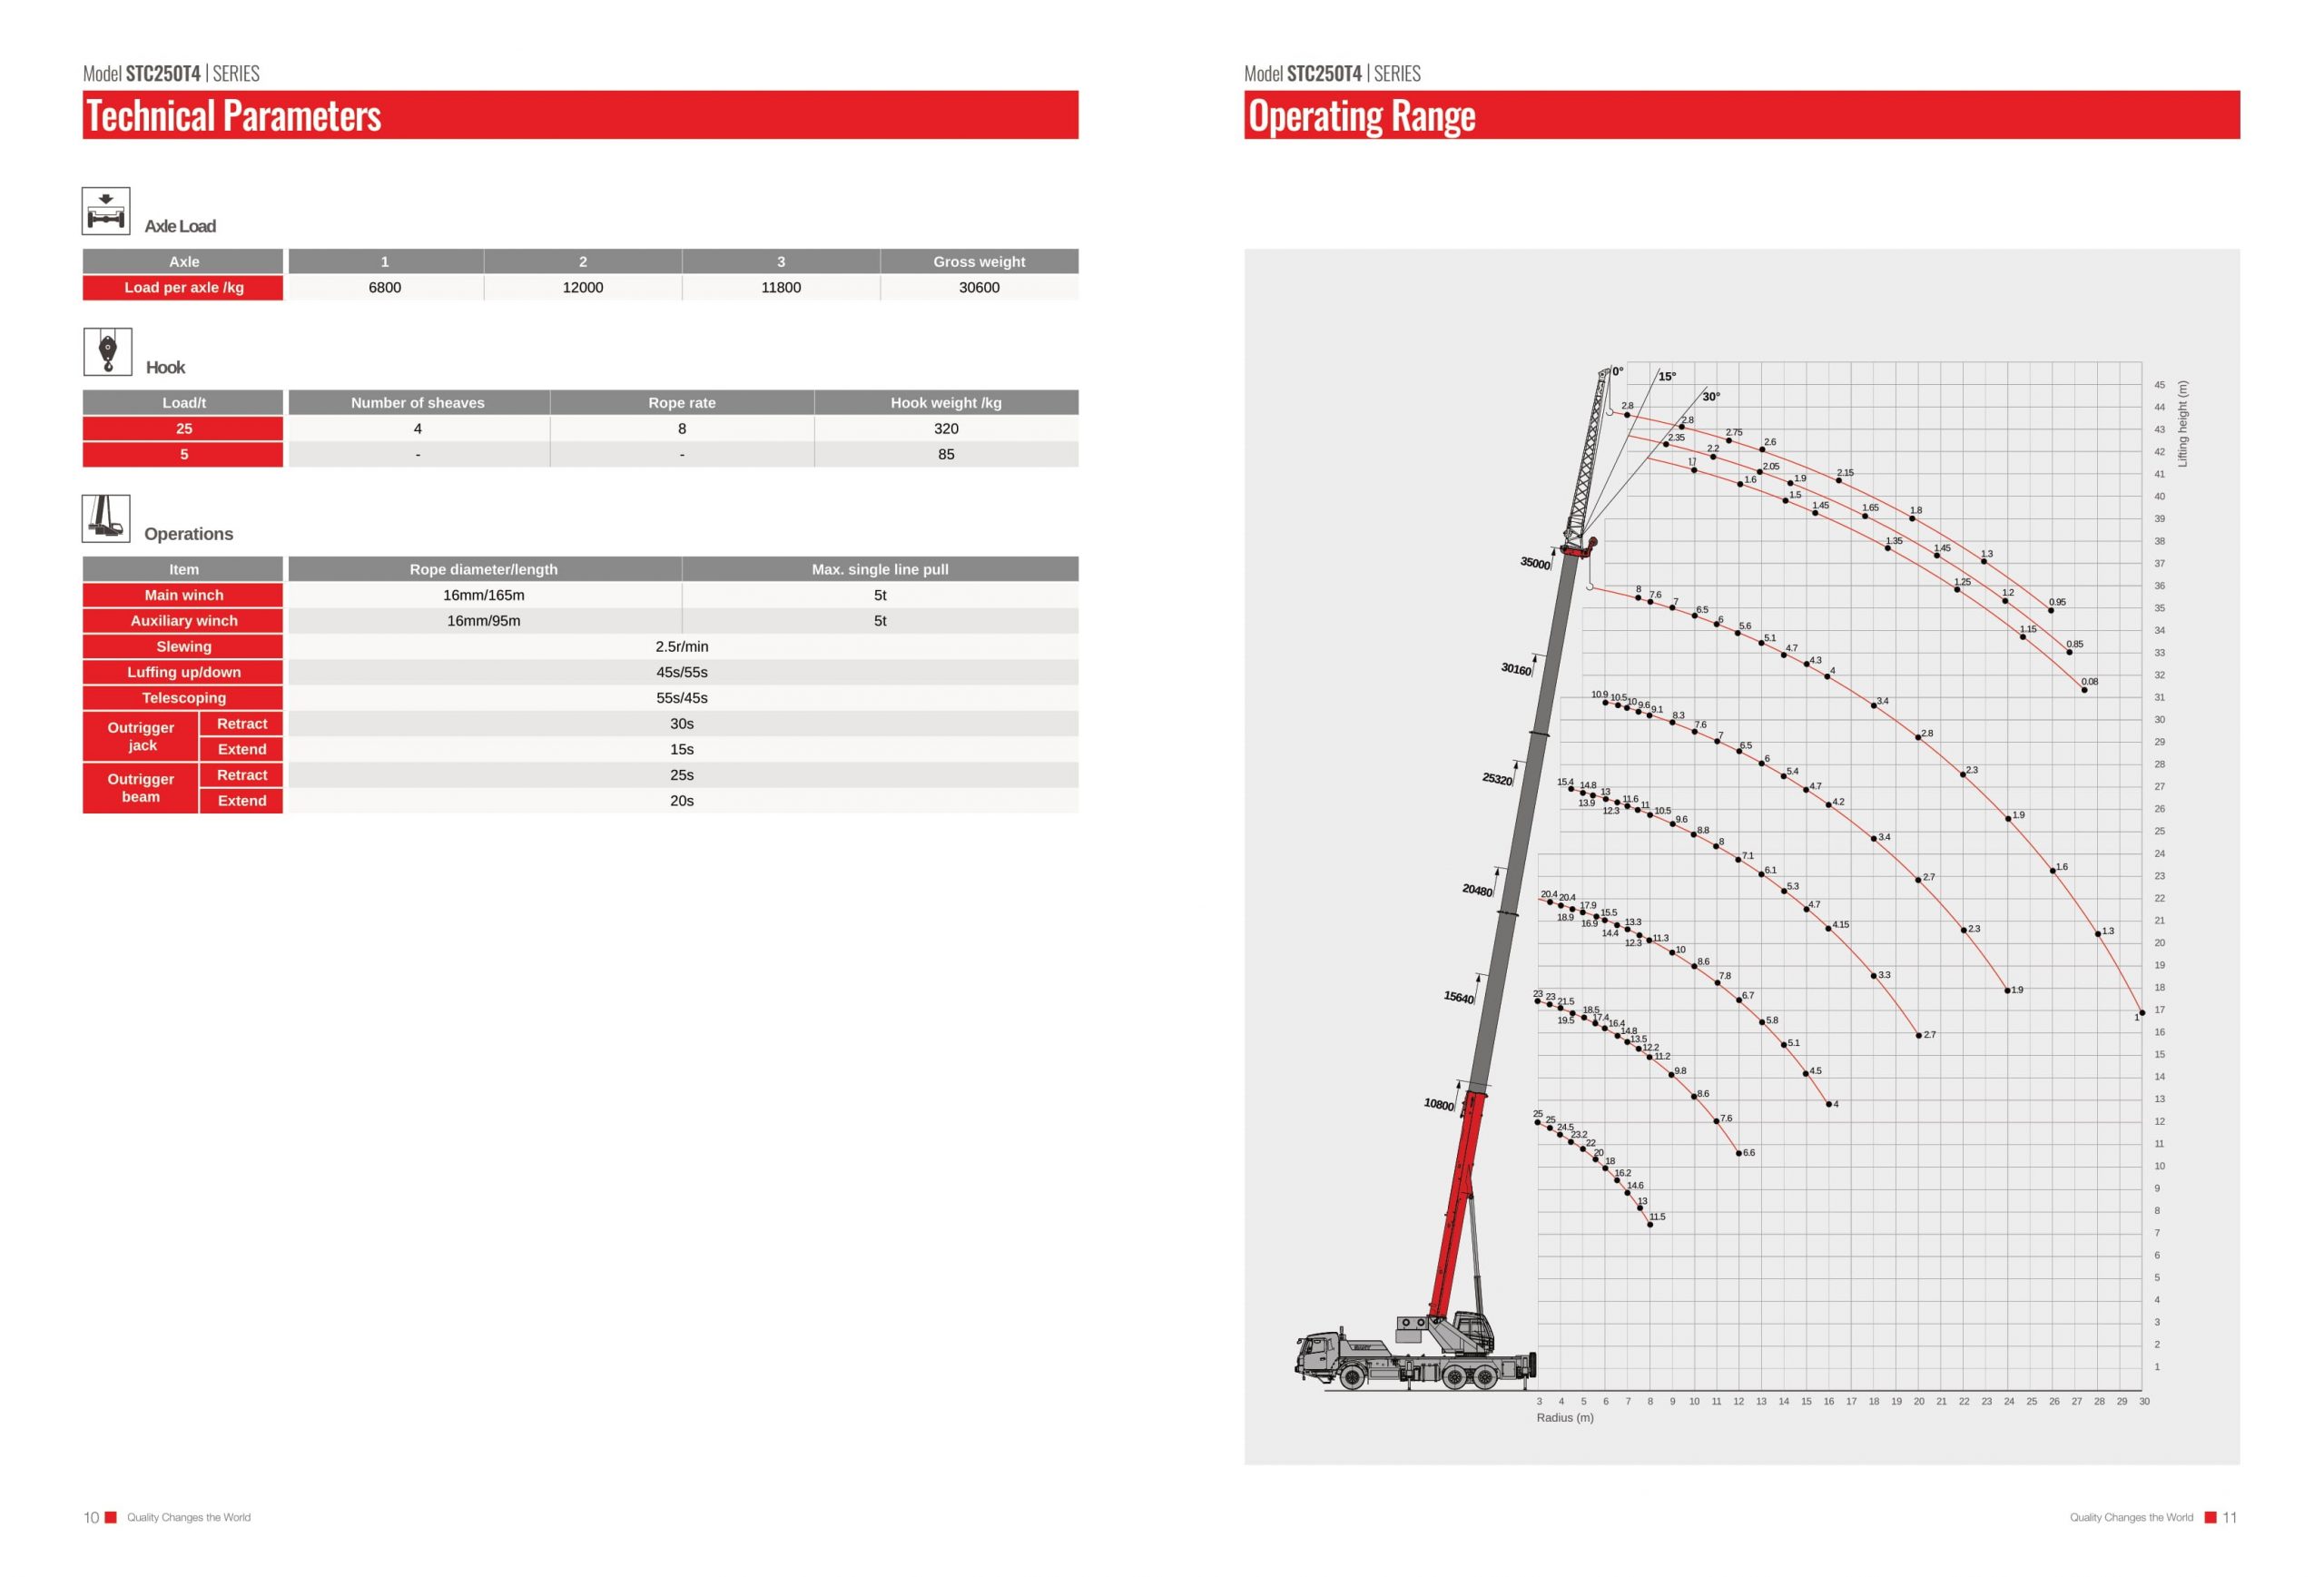 Model STC250T4 | SERIES
Technical Parameters
Axle Load
Axle 1 2 3 Gross weight
Load per axle /kg 6800 12000 11800 30600
Hook
Load/t Number of sheaves Rope rate Hook weight /kg
25 4 8 320
5 - - 85
Operations
Item Rope diameter/length Max. single line pull
Main winch 16mm/165m 5t
Auxiliary winch 16mm/95m 5t
Slewing 2.5r/min
Luffing up/down 45s/55s
Telescoping 55s/45s
Outrigger jack Retract 30s
Extend 15s
Outrigger beam Retract 25s
Extend 20s
10 Quality Changes the World
Model STC250T4 | SERIES
Operating Range
0° 15° 30°
2.8 2.8 2.75 2.6 2.15 1.8 1.3 0.95
2.35 2.2 2.05 1.9 1.65 1.45 1.2 0.85
1.7 1.6 1.5 1.45 1.35 1.25 1.15 0.08
8 7.6 7 6.5 6 5.6 5.1 4.7 4.3 4 3.4 2.8 2.3 1.9 1.6 1.3 1
10.9 10.5 10 9.6 9.1 8.3 7.6 7 6.5 6 5.4 4.7 4.2 3.4 2.7 2.3 1.9
15.4 14.8 13.9 13 12.3 11.6 11 10.5 9.6 8.8 8 7.1 6.1 5.3 4.7 4.15 3.3 2.7
20.4 20.4 18.9 17.9 16.9 15.5 14.4 13.3 12.3 11.3 10 8.6 7.8 6.7 5.8 5.1 4.5 4
23 23 21.5 19.5 18.5 17.4 16.4 14.8 13.5 12.2 11.2 9.8 8.6 7.6 6.6
25 25 24.5 23.2 22 20 18 16.2 14.6 13 11.5
35000
30160
25320
20480
15640
10800
Lifting height (m)
45
44
43
42
41
40
39
38
37
36
35
34
33
32
31
30
29
28
27
26
25
24
23
22
21
20
19
18
17
16
15
14
13
12
11
10
9
8
7
6
5
4
3
2
1
3 4 5 6 7 8 9 10 11 12 13 14 15 16 17 18 19 20 21 22 23 24 25 26 27 28 29 30
Radius (m)
Quality Changes the World 11